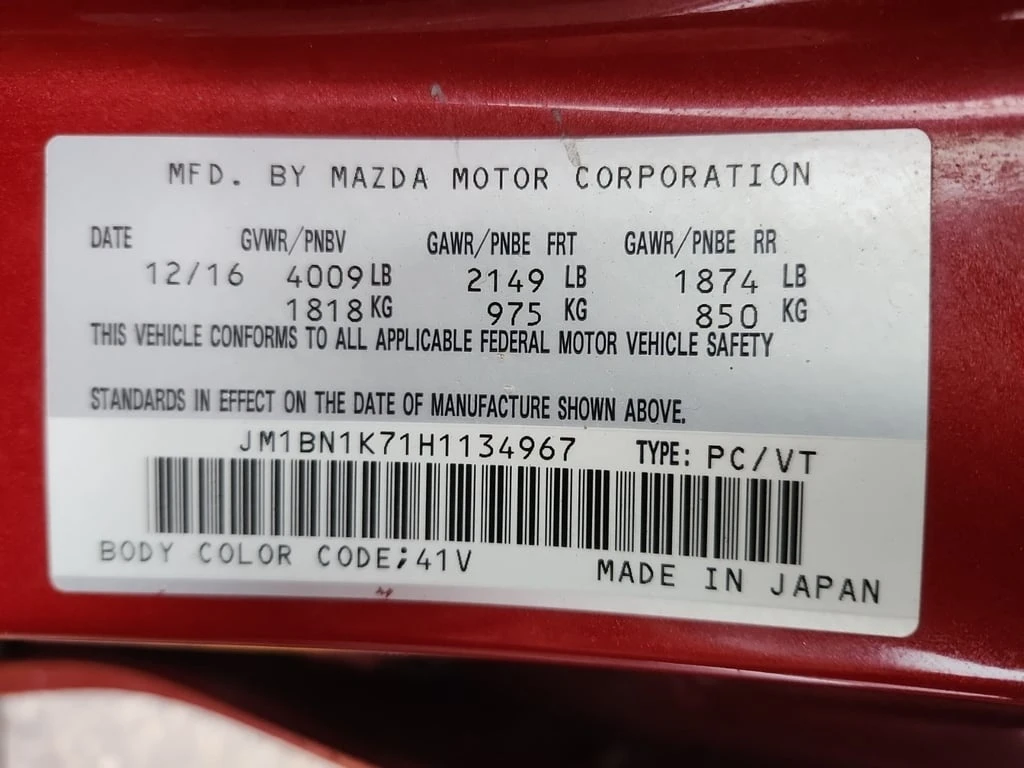 MFD. BY MAZDA MOTOR CORPORATION
DATE GVWR/PNBV GAWR/PNBE FRT GAWR/PNBE RR
12/16 4009 LB 2149 LB 1874 LB
1818 KG 975 KG 850 KG
THIS VEHICLE CONFORMS TO ALL APPLICABLE FEDERAL MOTOR VEHICLE SAFETY
STANDARDS IN EFFECT ON THE DATE OF MANUFACTURE SHOWN ABOVE.
JM1BN1K71H1134967 TYPE: PC/VT
BODY COLOR CODE;41V MADE IN JAPAN